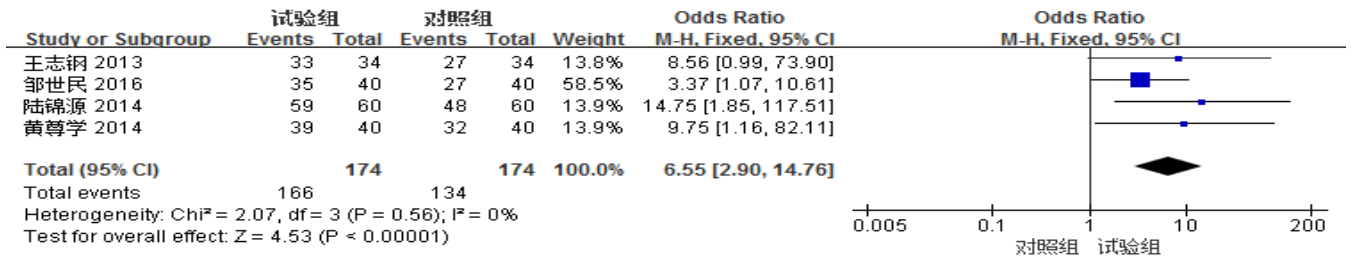 试验组 对照组 Odds Ratio Odds Ratio
Study or Subgroup Events Total Events Total Weight M-H, Fixed, 95% CI M-H, Fixed, 95% CI
王志钢 2013 33 34 27 34 13.8% 8.56 [0.99, 73.90]
邹世民 2016 35 40 27 40 58.5% 3.37 [1.07, 10.61]
陆锦源 2014 59 60 48 60 13.9% 14.75 [1.85, 117.51]
黄尊学 2014 39 40 32 40 13.9% 9.75 [1.16, 82.11]
Total (95% CI) 174 174 100.0% 6.55 [2.90, 14.76]
Total events 166 134
Heterogeneity: Chi² = 2.07, df = 3 (P = 0.56); I² = 0%
Test for overall effect: Z = 4.53 (P < 0.00001)
0.005 0.1 1 10 200
对照组 试验组